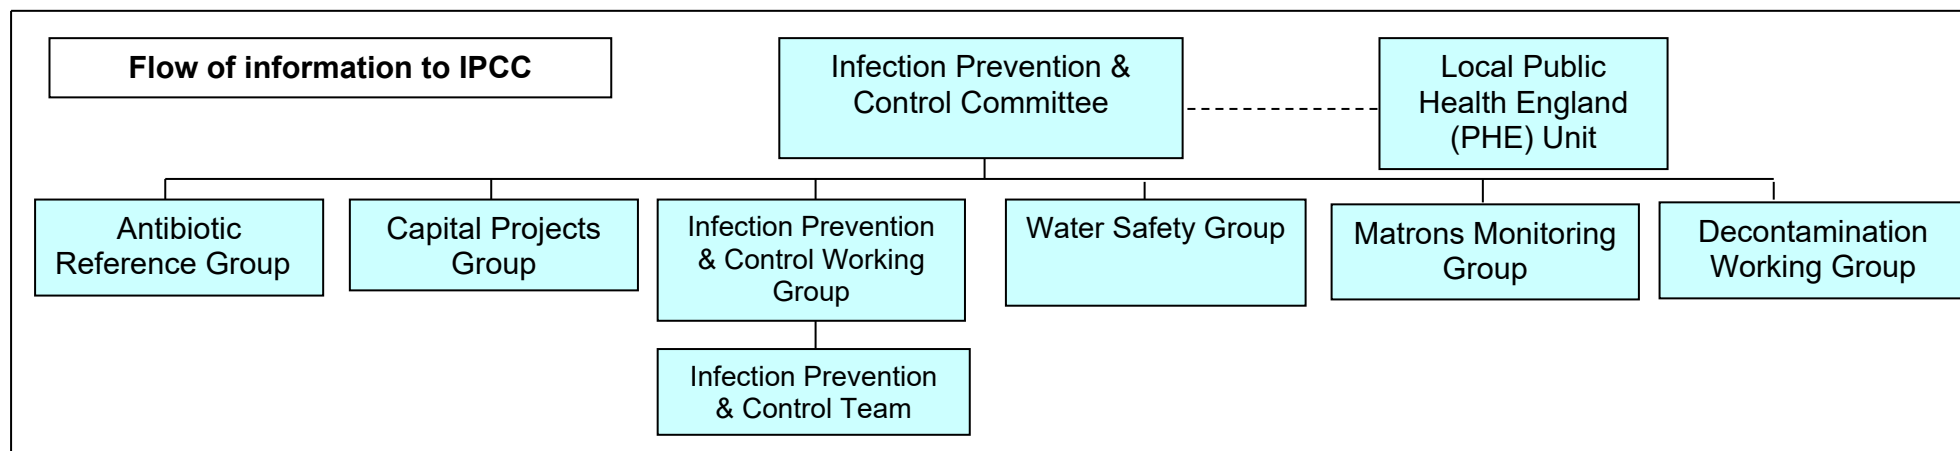 Flow of information to IPCC
Infection Prevention &
Control Committee
Local Public
Health England
(PHE) Unit
Antibiotic
Reference Group
Capital Projects
Group
Infection Prevention
& Control Working
Group
Water Safety Group
Matrons Monitoring
Group
Decontamination
Working Group
Infection Prevention
& Control Team